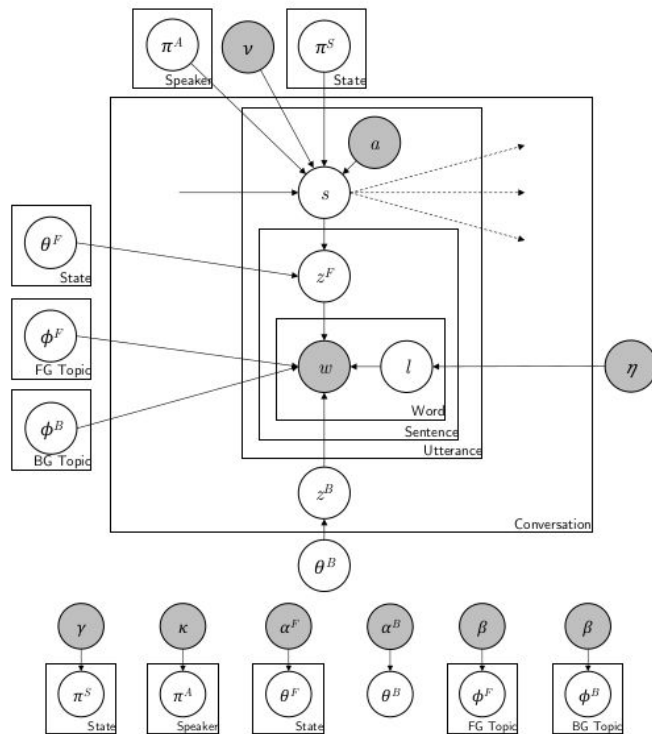 π^A ν π^S
Speaker State
a
s
θ^F
State
z^F
ϕ^F
FG Topic
w l η
Word
ϕ^B
BG Topic
Sentence
Utterance
z^B
Conversation
θ^B
γ κ α^F α^B β β
π^S π^A θ^F θ^B ϕ^F ϕ^B
State Speaker State FG Topic BG Topic